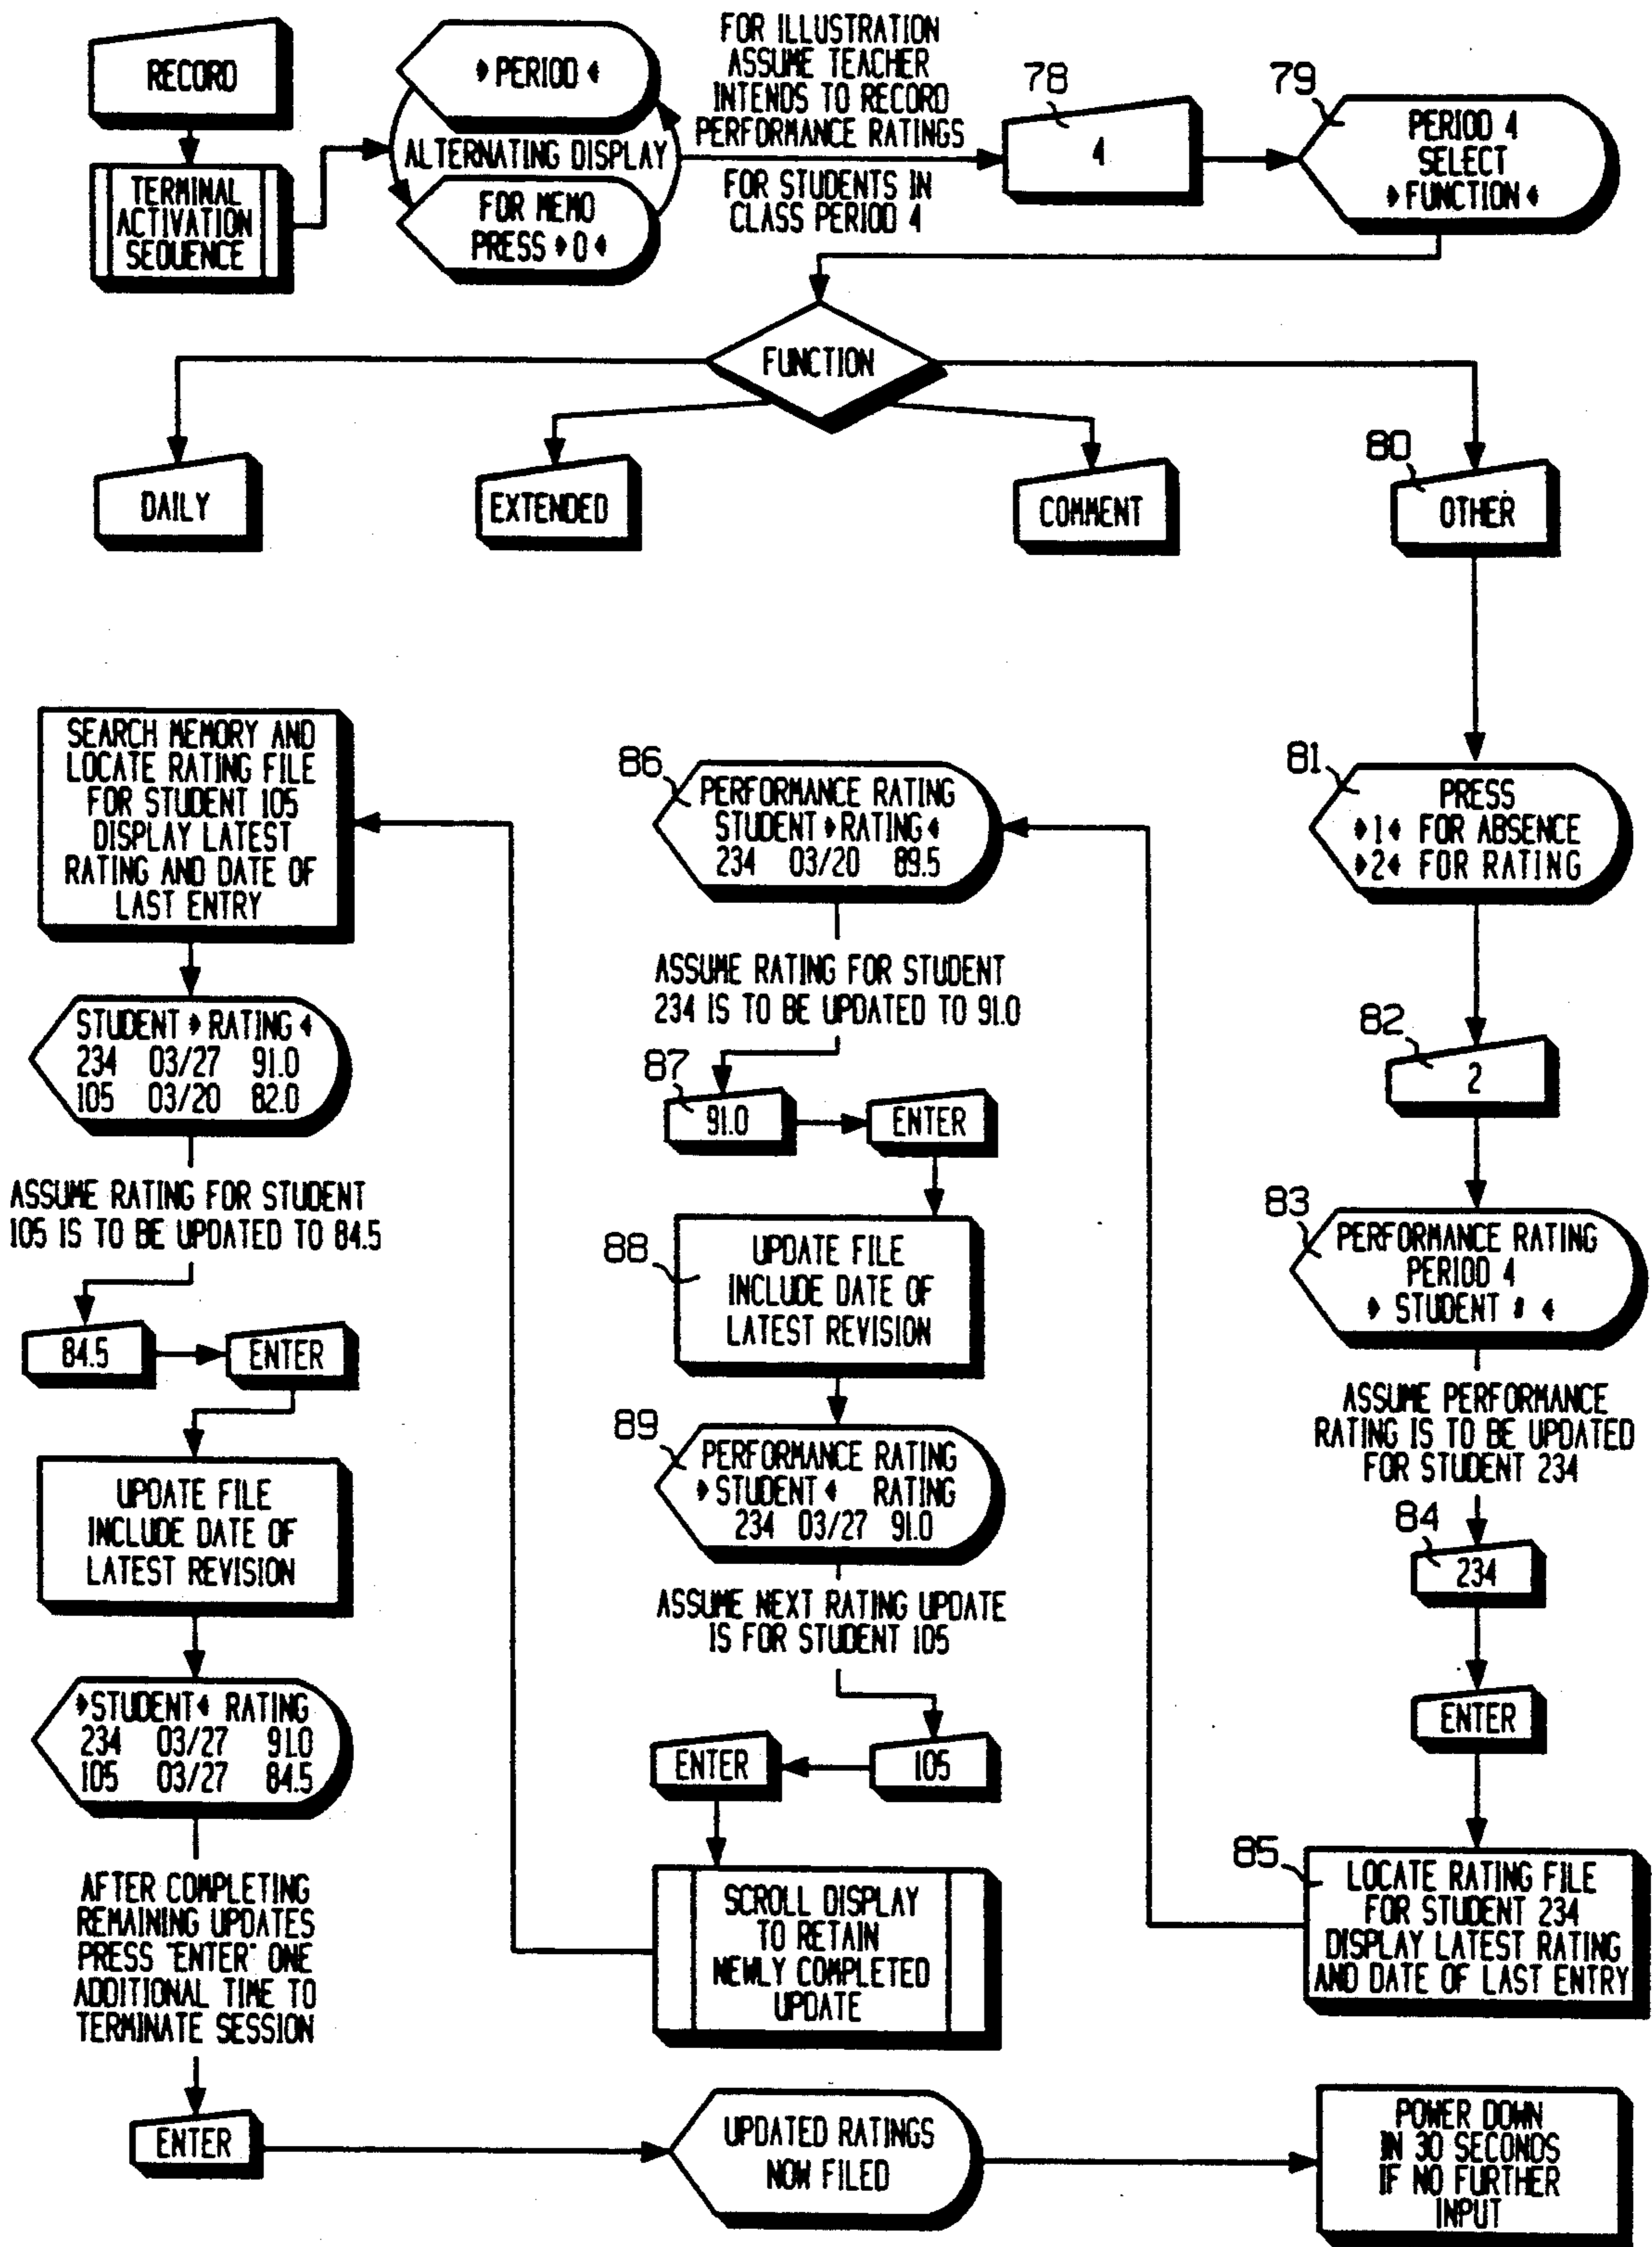 RECORD
TERMINAL
ACTIVATION
SEQUENCE
▸PERIOD◂
ALTERNATING DISPLAY
FOR MEMO
PRESS ▸0◂
FOR ILLUSTRATION
ASSUME TEACHER
INTENDS TO RECORD
PERFORMANCE RATINGS
FOR STUDENTS IN
CLASS PERIOD 4
78
4
79
PERIOD 4
SELECT
▸FUNCTION◂
FUNCTION
DAILY
EXTENDED
COMMENT
80
OTHER
81
PRESS
▸1◂ FOR ABSENCE
▸2◂ FOR RATING
82
2
83
PERFORMANCE RATING
PERIOD 4
▸ STUDENT # ◂
ASSUME PERFORMANCE
RATING IS TO BE UPDATED
FOR STUDENT 234
84
234
ENTER
85
LOCATE RATING FILE
FOR STUDENT 234
DISPLAY LATEST RATING
AND DATE OF LAST ENTRY
86
PERFORMANCE RATING
STUDENT ▸RATING◂
234 03/20 89.5
ASSUME RATING FOR STUDENT
234 IS TO BE UPDATED TO 91.0
87
91.0
ENTER
88
UPDATE FILE
INCLUDE DATE OF
LATEST REVISION
89
PERFORMANCE RATING
▸STUDENT◂ RATING
234 03/27 91.0
ASSUME NEXT RATING UPDATE
IS FOR STUDENT 105
105
ENTER
SCROLL DISPLAY
TO RETAIN
NEWLY COMPLETED
UPDATE
SEARCH MEMORY AND
LOCATE RATING FILE
FOR STUDENT 105
DISPLAY LATEST
RATING AND DATE OF
LAST ENTRY
STUDENT ▸RATING◂
234 03/27 91.0
105 03/20 82.0
ASSUME RATING FOR STUDENT
105 IS TO BE UPDATED TO 84.5
84.5
ENTER
UPDATE FILE
INCLUDE DATE OF
LATEST REVISION
▸STUDENT◂ RATING
234 03/27 91.0
105 03/27 84.5
AFTER COMPLETING
REMAINING UPDATES
PRESS "ENTER" ONE
ADDITIONAL TIME TO
TERMINATE SESSION
ENTER
UPDATED RATINGS
NOW FILED
POWER DOWN
IN 30 SECONDS
IF NO FURTHER
INPUT